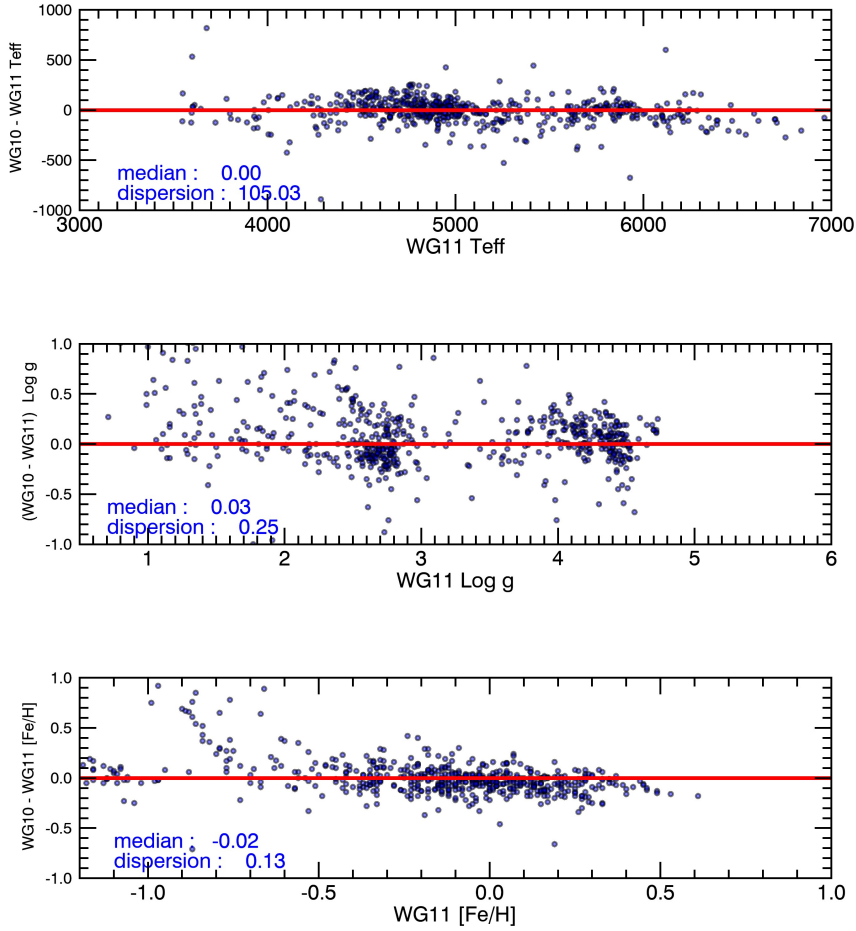 1000
500
0
-500
-1000
WG10 - WG11 Teff
median : 0.00
dispersion : 105.03
3000 4000 5000 6000 7000
WG11 Teff
1.0
0.5
0.0
-0.5
-1.0
(WG10 - WG11) Log g
median : 0.03
dispersion : 0.25
1 2 3 4 5 6
WG11 Log g
1.0
0.5
0.0
-0.5
-1.0
WG10 - WG11 [Fe/H]
median : -0.02
dispersion : 0.13
-1.0 -0.5 0.0 0.5 1.0
WG11 [Fe/H]